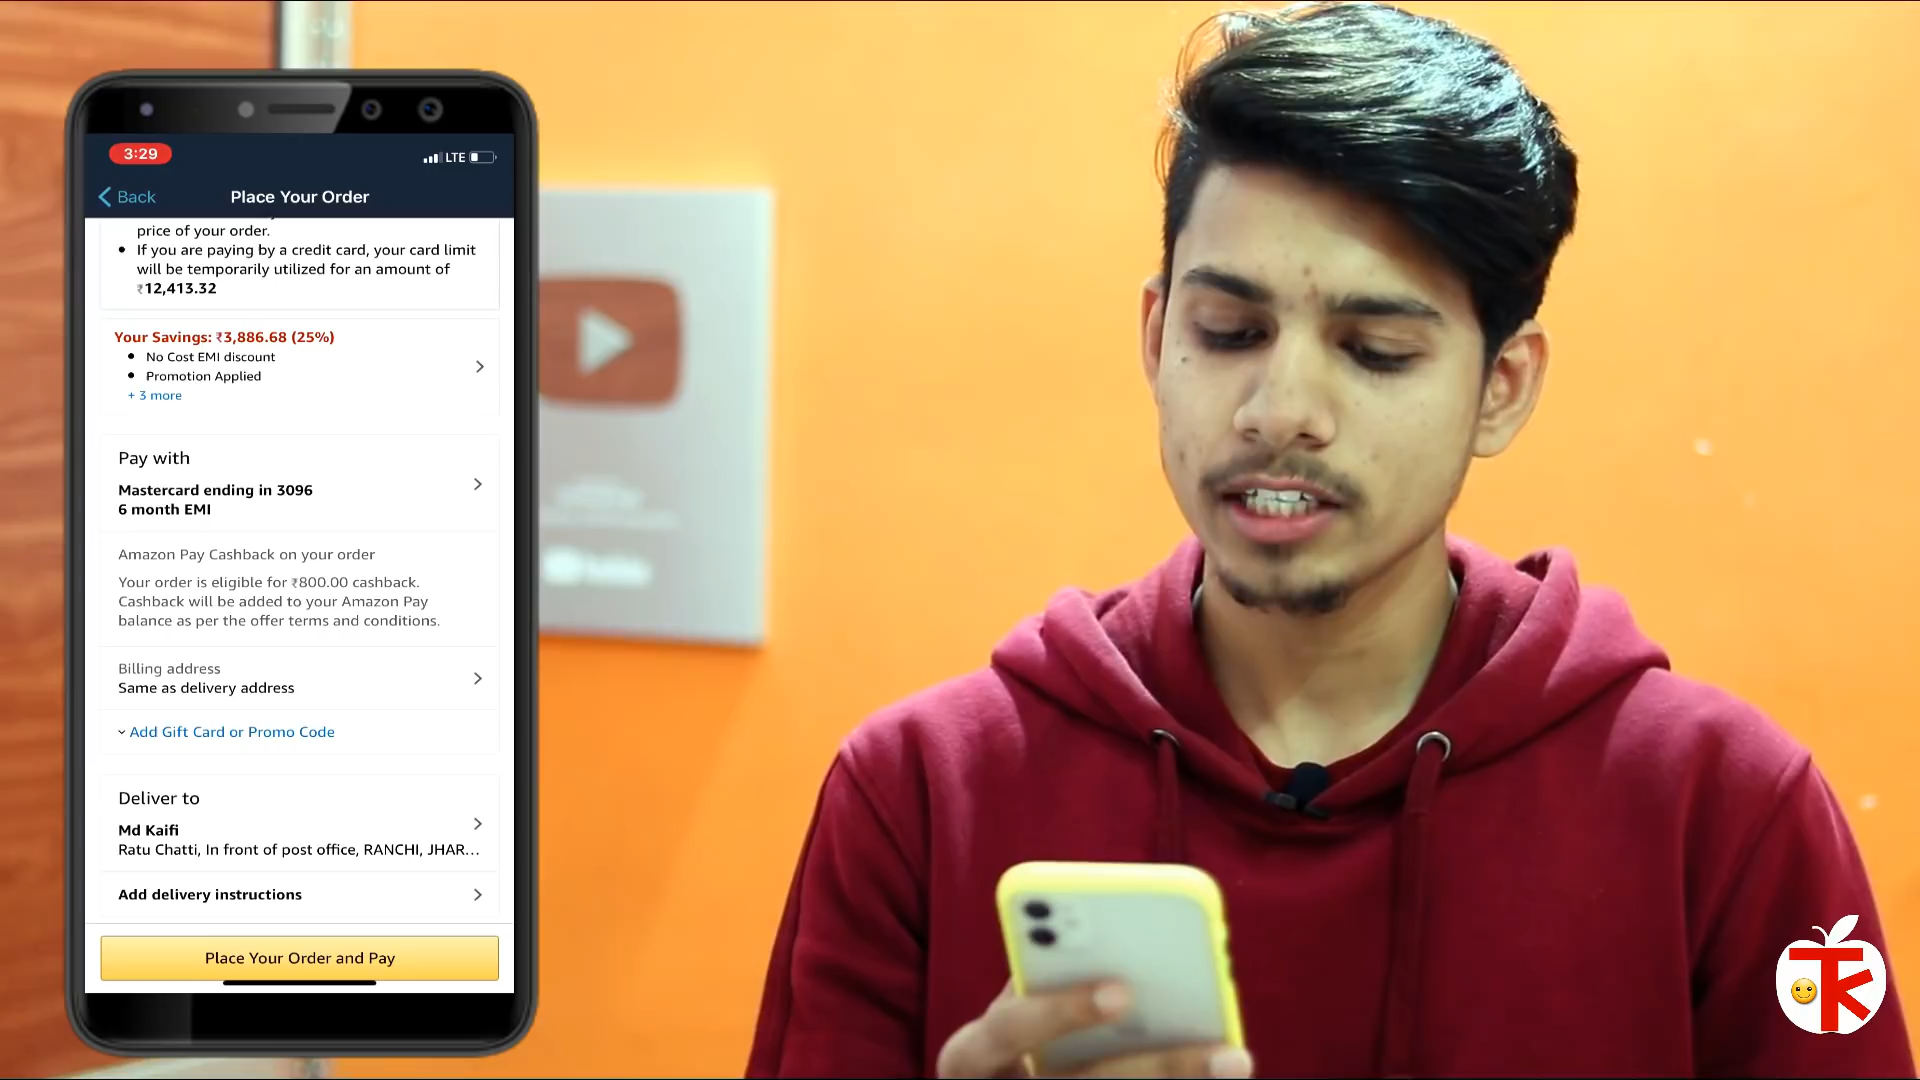 3:29
LTE
Back
Place Your Order
price of your order.
• If you are paying by a credit card, your card limit
will be temporarily utilized for an amount of
₹12,413.32
Your Savings: ₹3,886.68 (25%)
• No Cost EMI discount
• Promotion Applied
+ 3 more
Pay with
Mastercard ending in 3096
6 month EMI
Amazon Pay Cashback on your order
Your order is eligible for ₹800.00 cashback.
Cashback will be added to your Amazon Pay
balance as per the offer terms and conditions.
Billing address
Same as delivery address
Add Gift Card or Promo Code
Deliver to
Md Kaifi
Ratu Chatti, In front of post office, RANCHI, JHAR...
Add delivery instructions
Place Your Order and Pay
TK